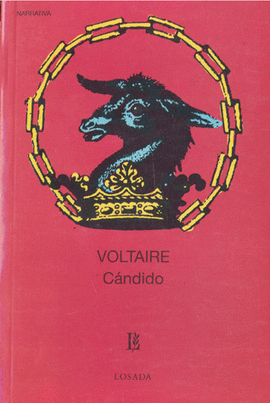 NARRATIVA
VOLTAIRE
Cándido
LOSADA